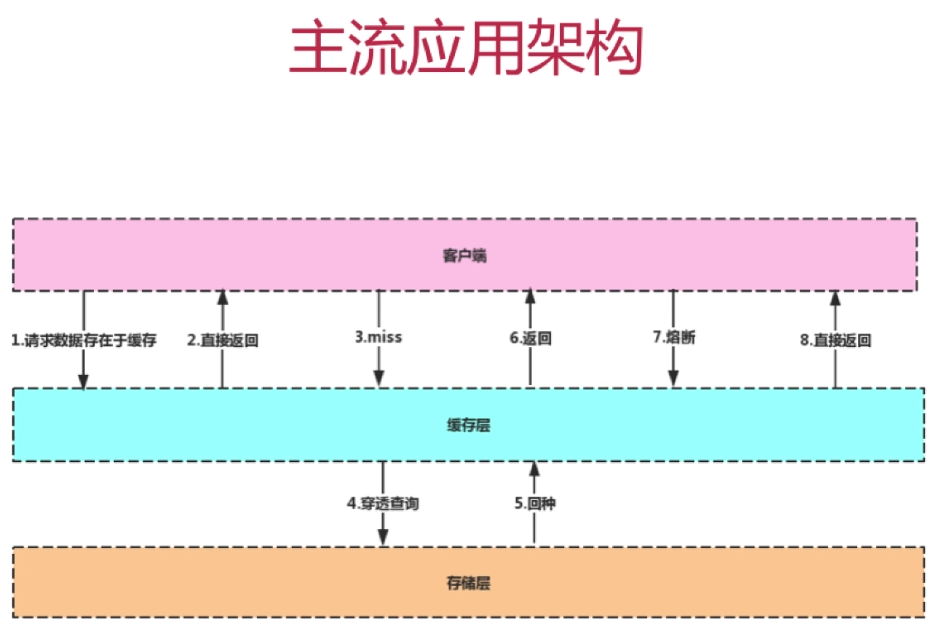 主流应用架构
客户端
1.请求数据存在于缓存
2.直接返回
3.miss
6.返回
7.熔断
8.直接返回
缓存层
4.穿透查询
5.回种
存储层